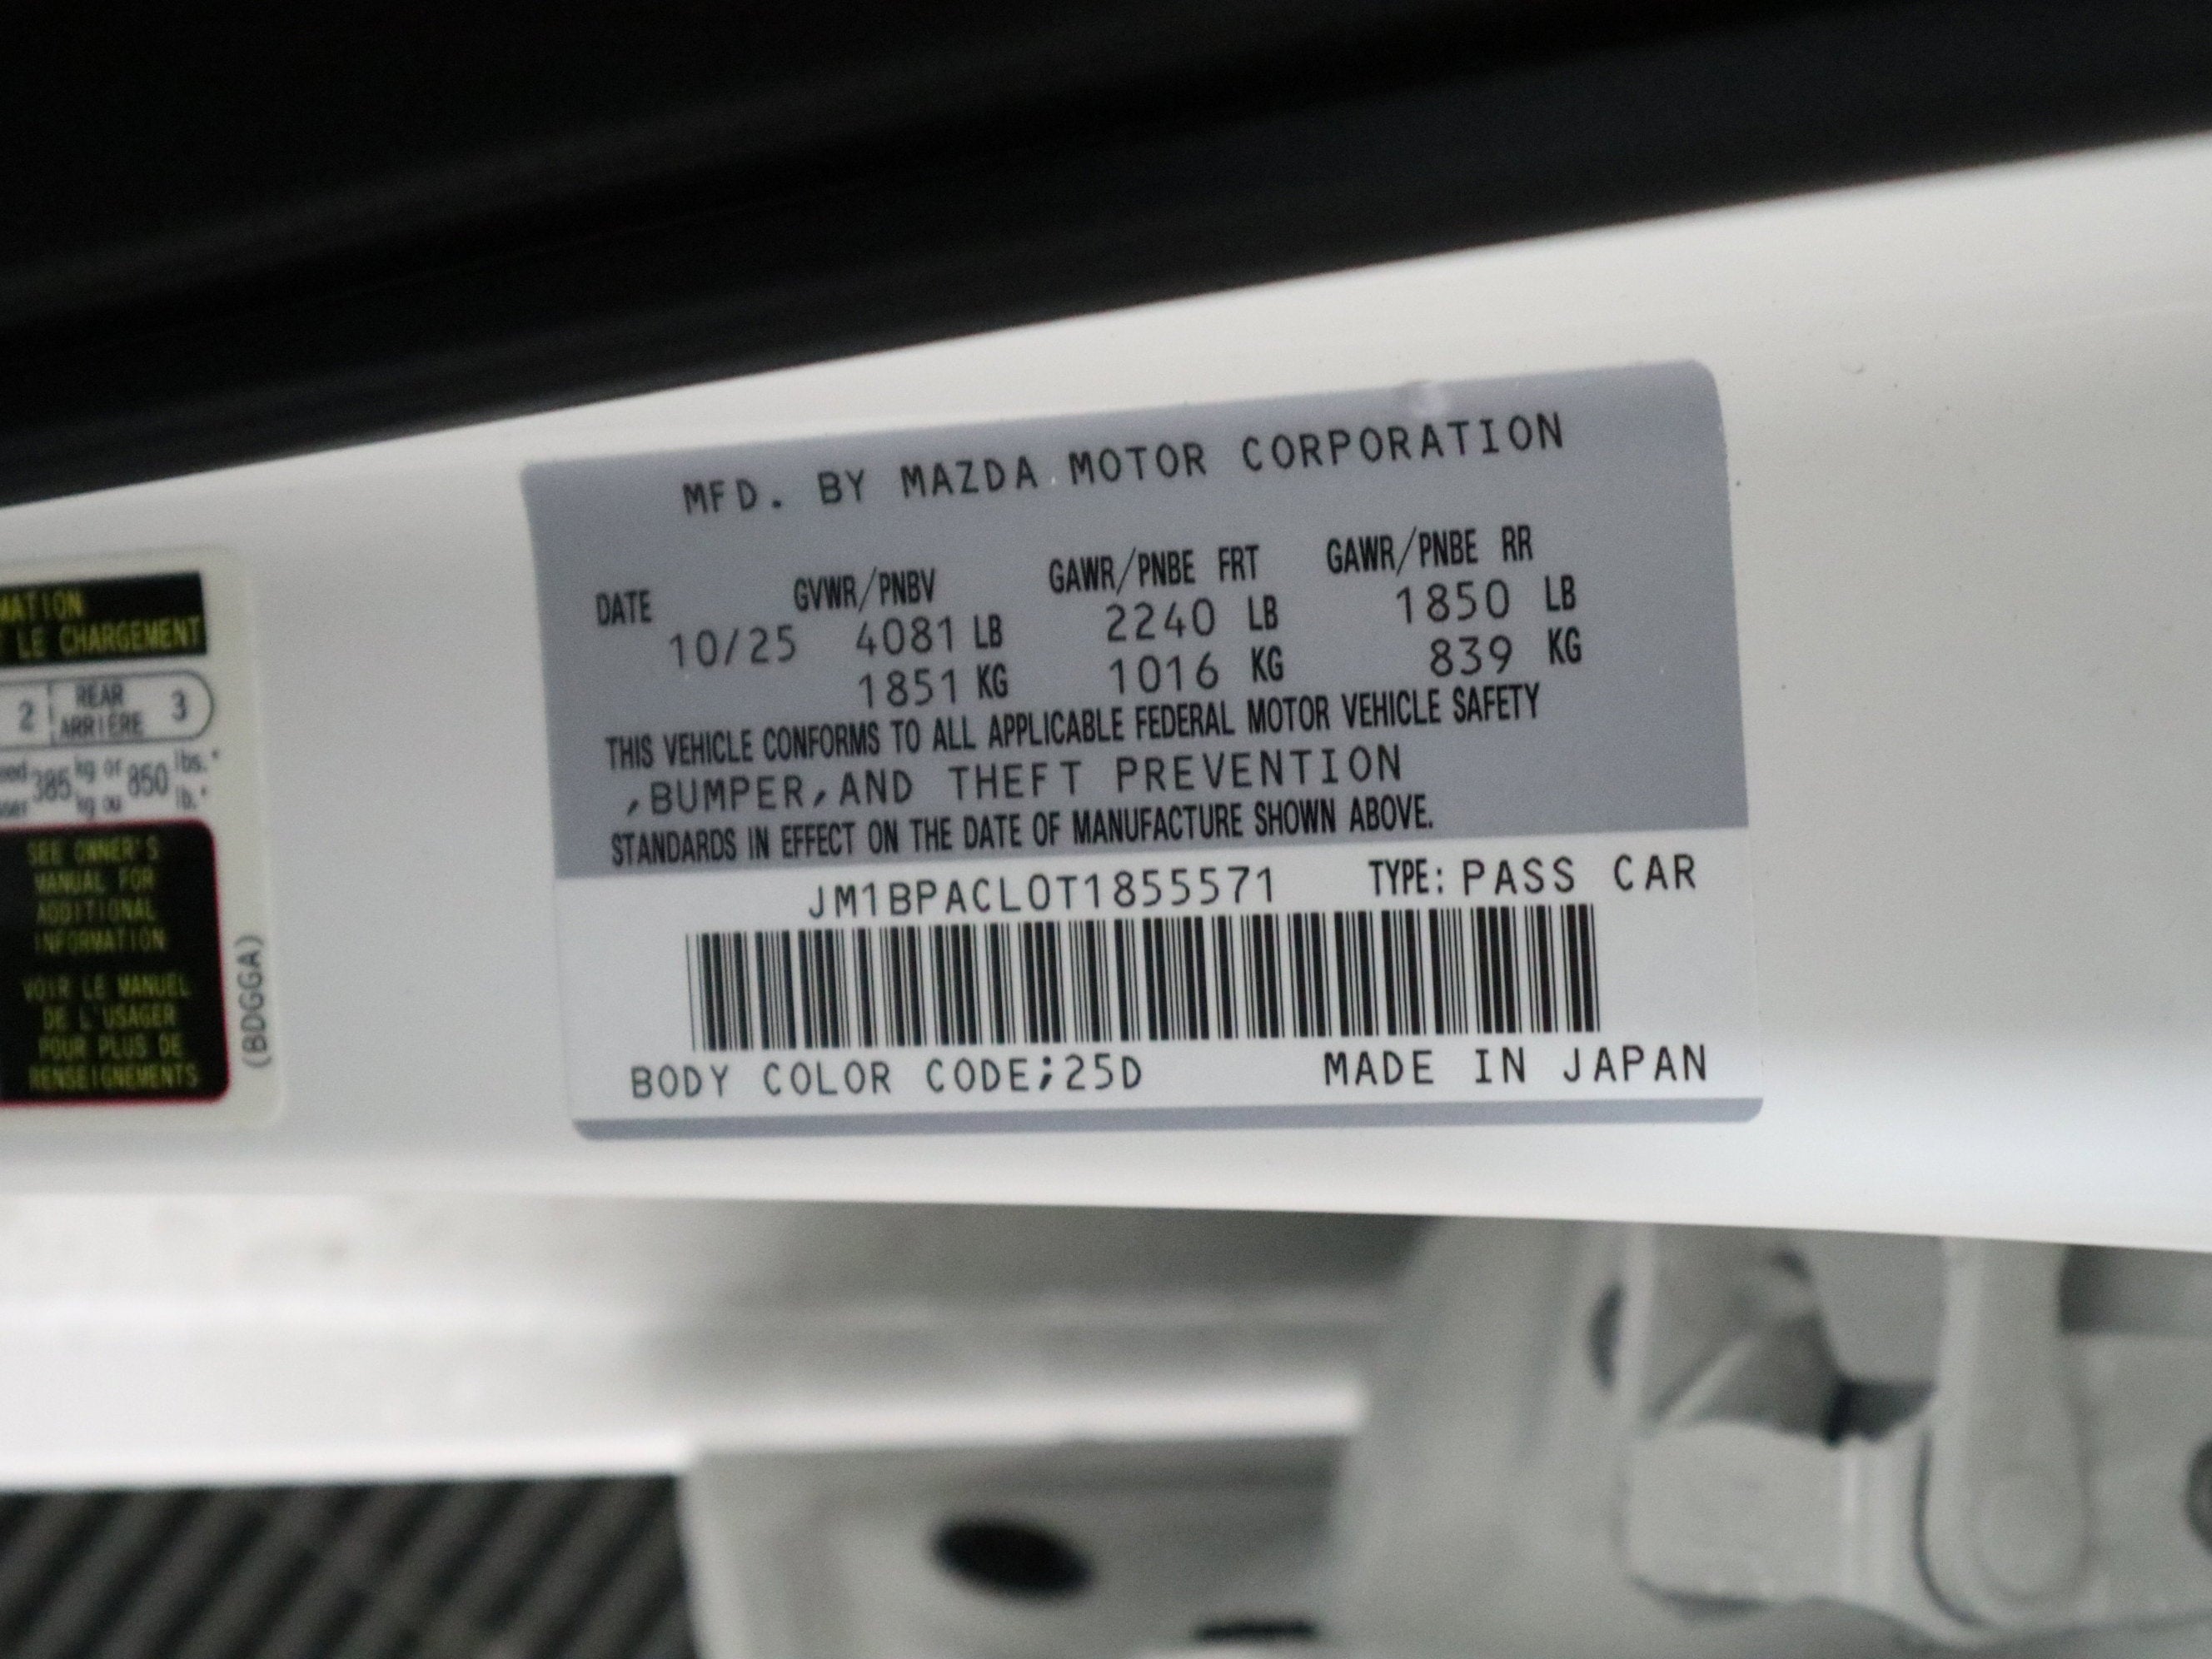 MFD. BY MAZDA MOTOR CORPORATION
DATE GVWR/PNBV GAWR/PNBE FRT GAWR/PNBE RR
10/25 4081 LB 2240 LB 1850 LB
1851 KG 1016 KG 839 KG
THIS VEHICLE CONFORMS TO ALL APPLICABLE FEDERAL MOTOR VEHICLE SAFETY
,BUMPER,AND THEFT PREVENTION
STANDARDS IN EFFECT ON THE DATE OF MANUFACTURE SHOWN ABOVE.
JM1BPACL0T1855571 TYPE: PASS CAR
BODY COLOR CODE;25D MADE IN JAPAN
LE CHARGEMENT
2 REAR 3
ARRIÈRE
385 kg or 850 lbs.*
kg ou lb.*
SEE OWNER'S
MANUAL FOR
ADDITIONAL
INFORMATION
VOIR LE MANUEL
DE L'USAGER
POUR PLUS DE
RENSEIGNEMENTS
(BDGGA)